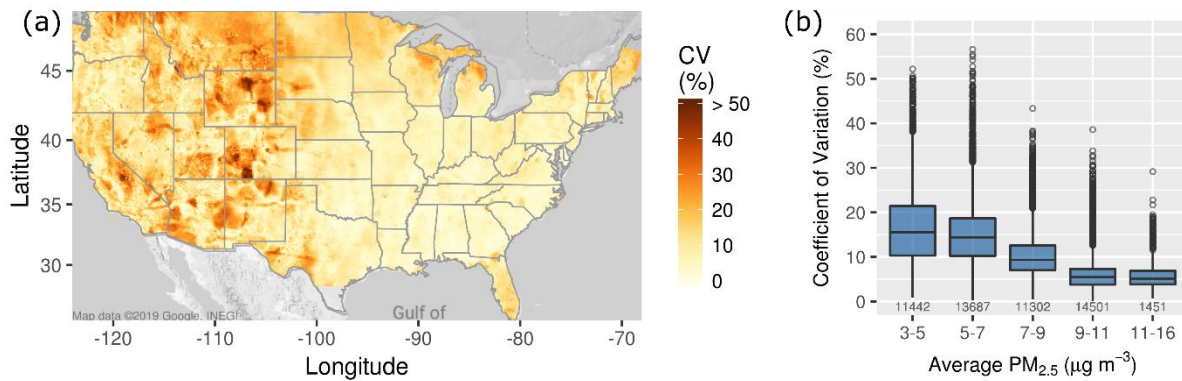 (a)
45
40
35
30
Latitude
Map data ©2019 Google, INEGI
Gulf of
-120 -110 -100 -90 -80 -70
Longitude
CV
(%)
> 50
40
30
20
10
0
(b)
60
50
40
30
20
10
0
Coefficient of Variation (%)
11442 13687 11302 14501 1451
3-5 5-7 7-9 9-11 11-16
Average PM2.5 (μg m−3)